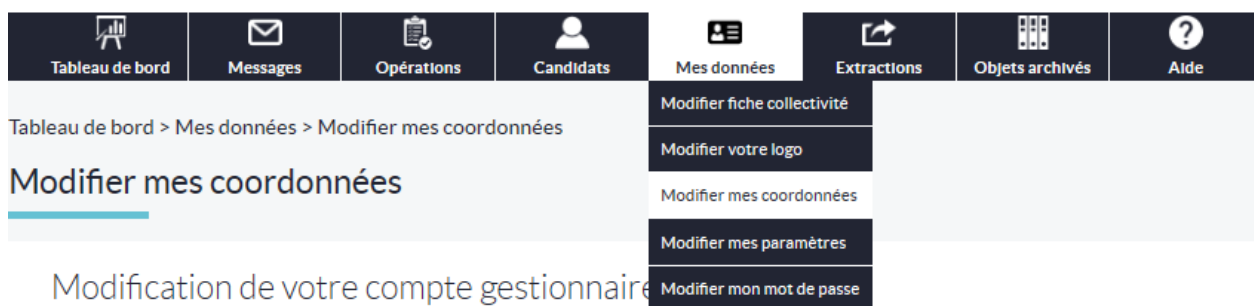 Tableau de bord Messages Opérations Candidats Mes données Extractions Objets archivés Aide
Modifier fiche collectivité
Tableau de bord > Mes données > Modifier mes coordonnées
Modifier votre logo
Modifier mes coordonnées
Modifier mes coordonnées
Modifier mes paramètres
Modification de votre compte gestionnaire
Modifier mon mot de passe